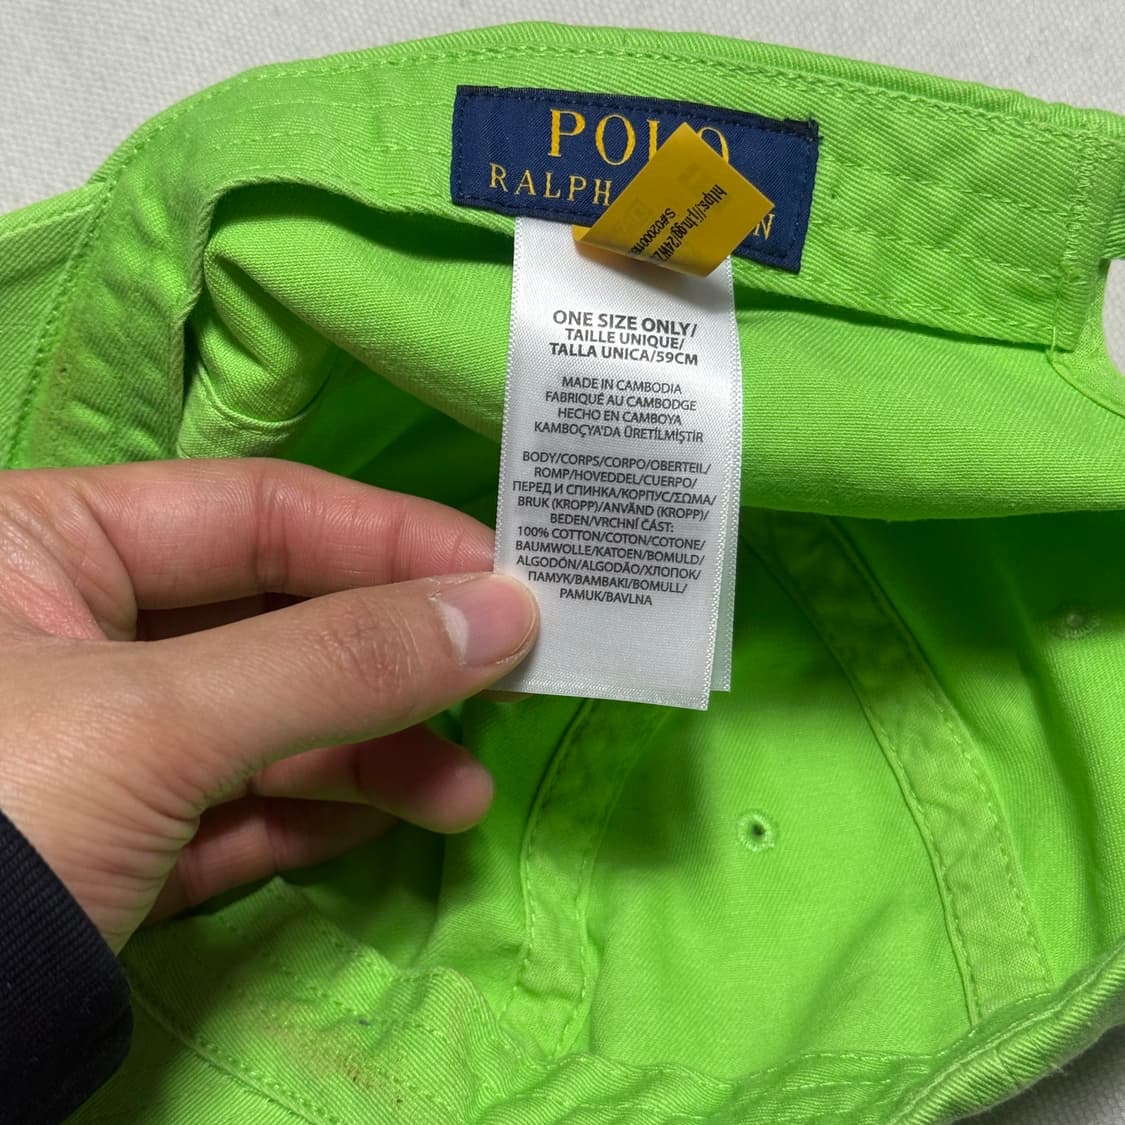 POLO
RALPH
ONE SIZE ONLY/
TAILLE UNIQUE/
TALLA UNICA/59CM
MADE IN CAMBODIA
FABRIQUÉ AU CAMBODGE
HECHO EN CAMBOYA
KAMBOÇYA'DA ÜRETİLMİŞTİR
BODY/CORPS/CORPO/OBERTEIL/
ROMP/HOVEDDEL/CUERPO/
ПЕРЕД И СПИНКА/КОРПУС/ΣΩΜΑ/
BRUK (KROPP)/ANVÄND (KROPP)/
BEDEN/VRCHNÍ ČÁST:
100% COTTON/COTON/COTONE/
BAUMWOLLE/KATOEN/BOMULD/
ALGODÓN/ALGODÃO/ХЛОПОК/
ПАМУК/ΒΑΜΒΑΚΙ/BOMULL/
PAMUK/BAVLNA